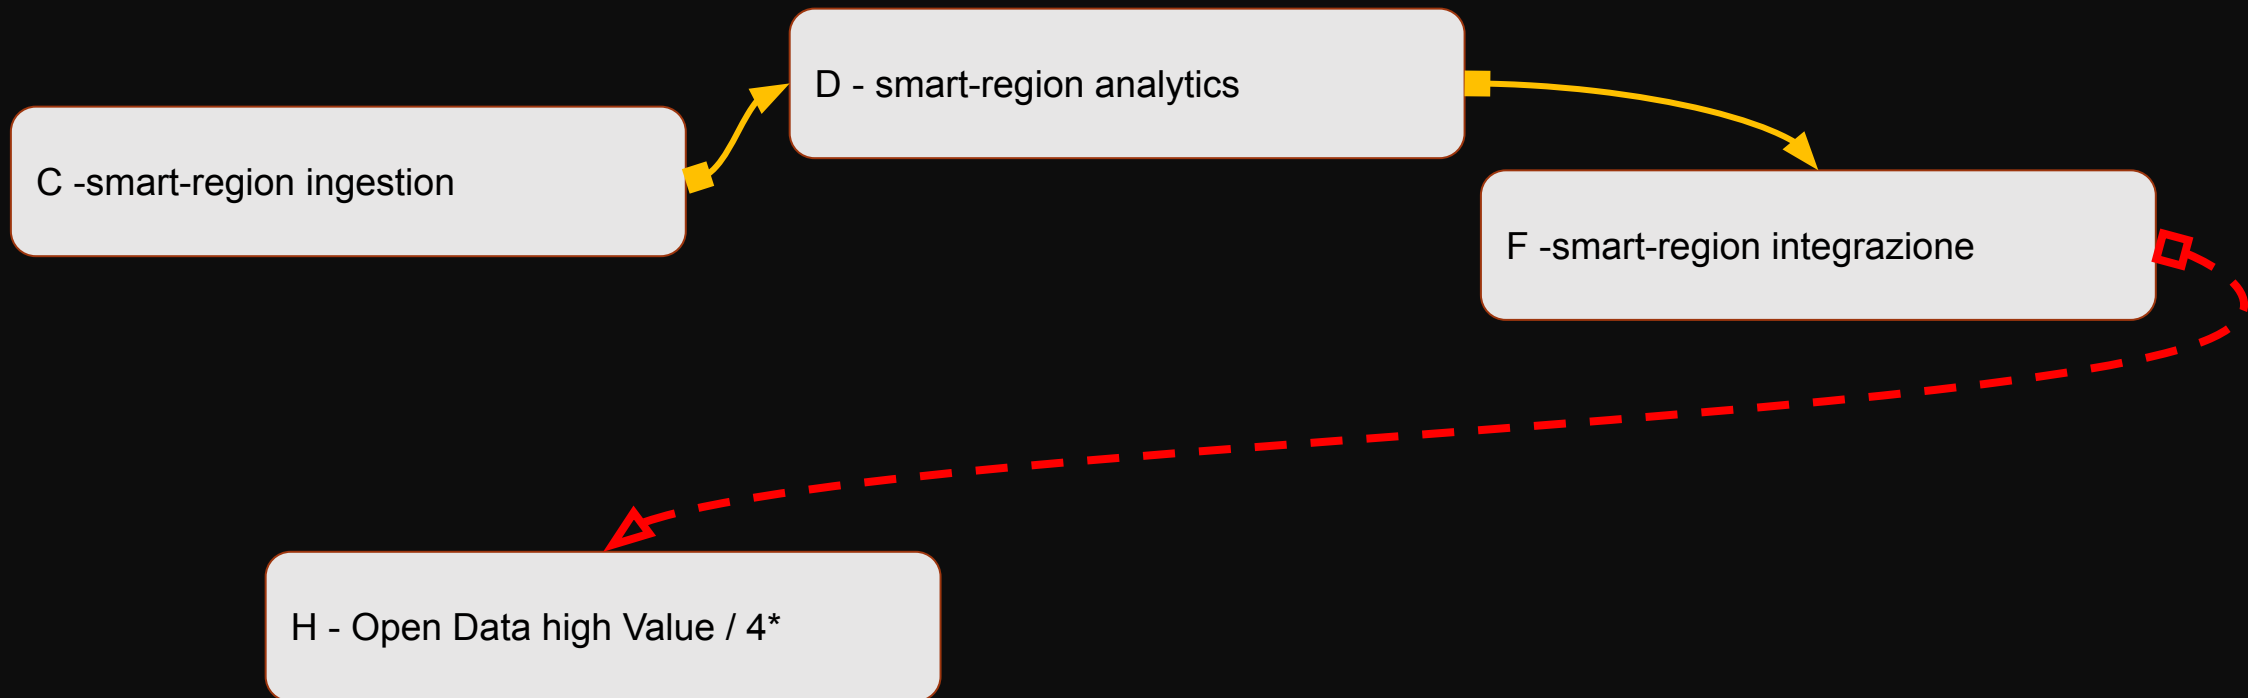 D - smart-region analytics
C -smart-region ingestion
F -smart-region integrazione
H - Open Data high Value / 4*